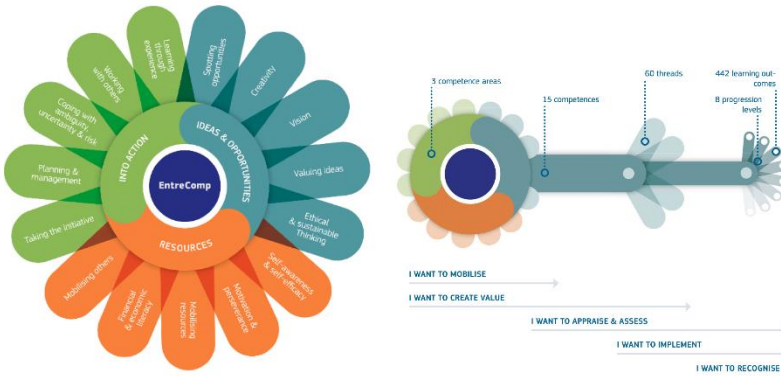 Learning
through
experience
Spotting
opportunities
Working
with others
Creativity
Coping with
ambiguity,
uncertainty & risk
Vision
Planning &
management
Valuing ideas
Taking the initiative
Ethical
& sustainable
Thinking
Mobilising others
Self-awareness
& self-efficacy
Financial
& economic
literacy
Mobilising
resources
Motivation &
perseverance
INTO ACTION
IDEAS & OPPORTUNITIES
EntreComp
RESOURCES
3 competence areas
15 competences
60 threads
442 learning out-
comes
8 progression
levels
I WANT TO MOBILISE
I WANT TO CREATE VALUE
I WANT TO APPRAISE & ASSESS
I WANT TO IMPLEMENT
I WANT TO RECOGNISE